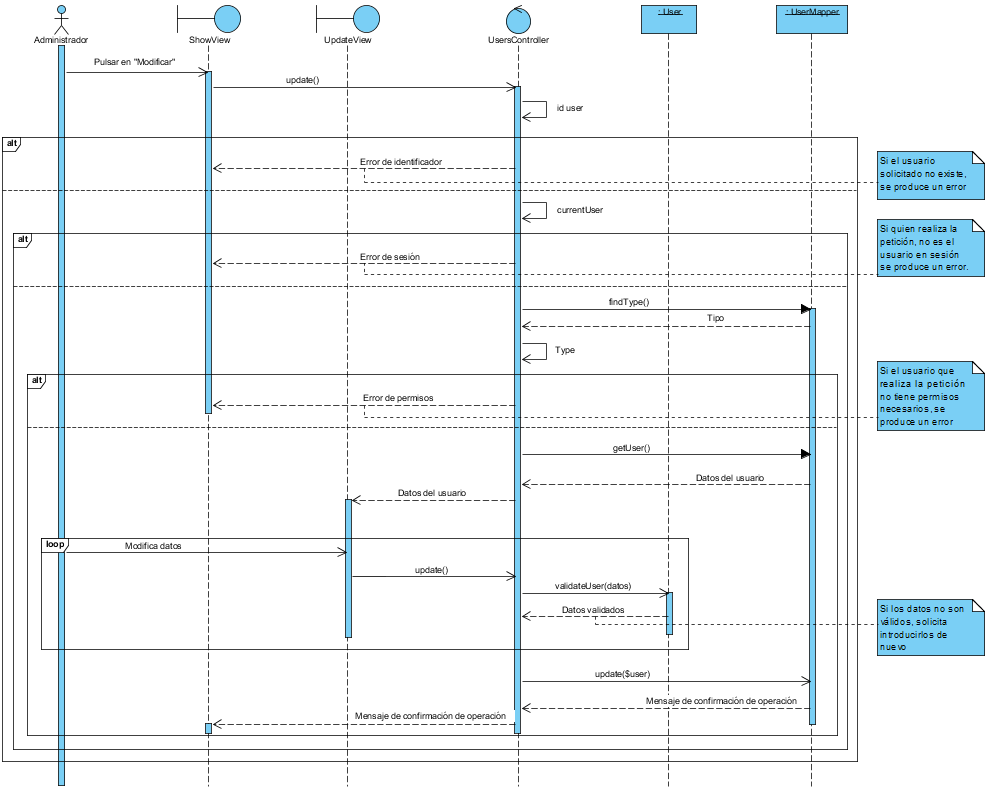 : User
: UserMapper
Administrador
ShowView
UpdateView
UsersController
Pulsar en "Modificar"
update()
id user
alt
Error de identificador
Si el usuario
solicitado no existe,
se produce un error
currentUser
alt
Si quien realiza la
petición, no es el
usuario en sesión
se produce un error.
Error de sesión
findType()
Tipo
Type
alt
Si el usuario que
realiza la petición
no tiene permisos
necesarios, se
produce un error
Error de permisos
getUser()
Datos del usuario
Datos del usuario
loop
Modifica datos
update()
validateUser(datos)
Datos validados
Si los datos no son
válidos, solicita
introducirlos de
nuevo
update($user)
Mensaje de confirmación de operación
Mensaje de confirmación de operación